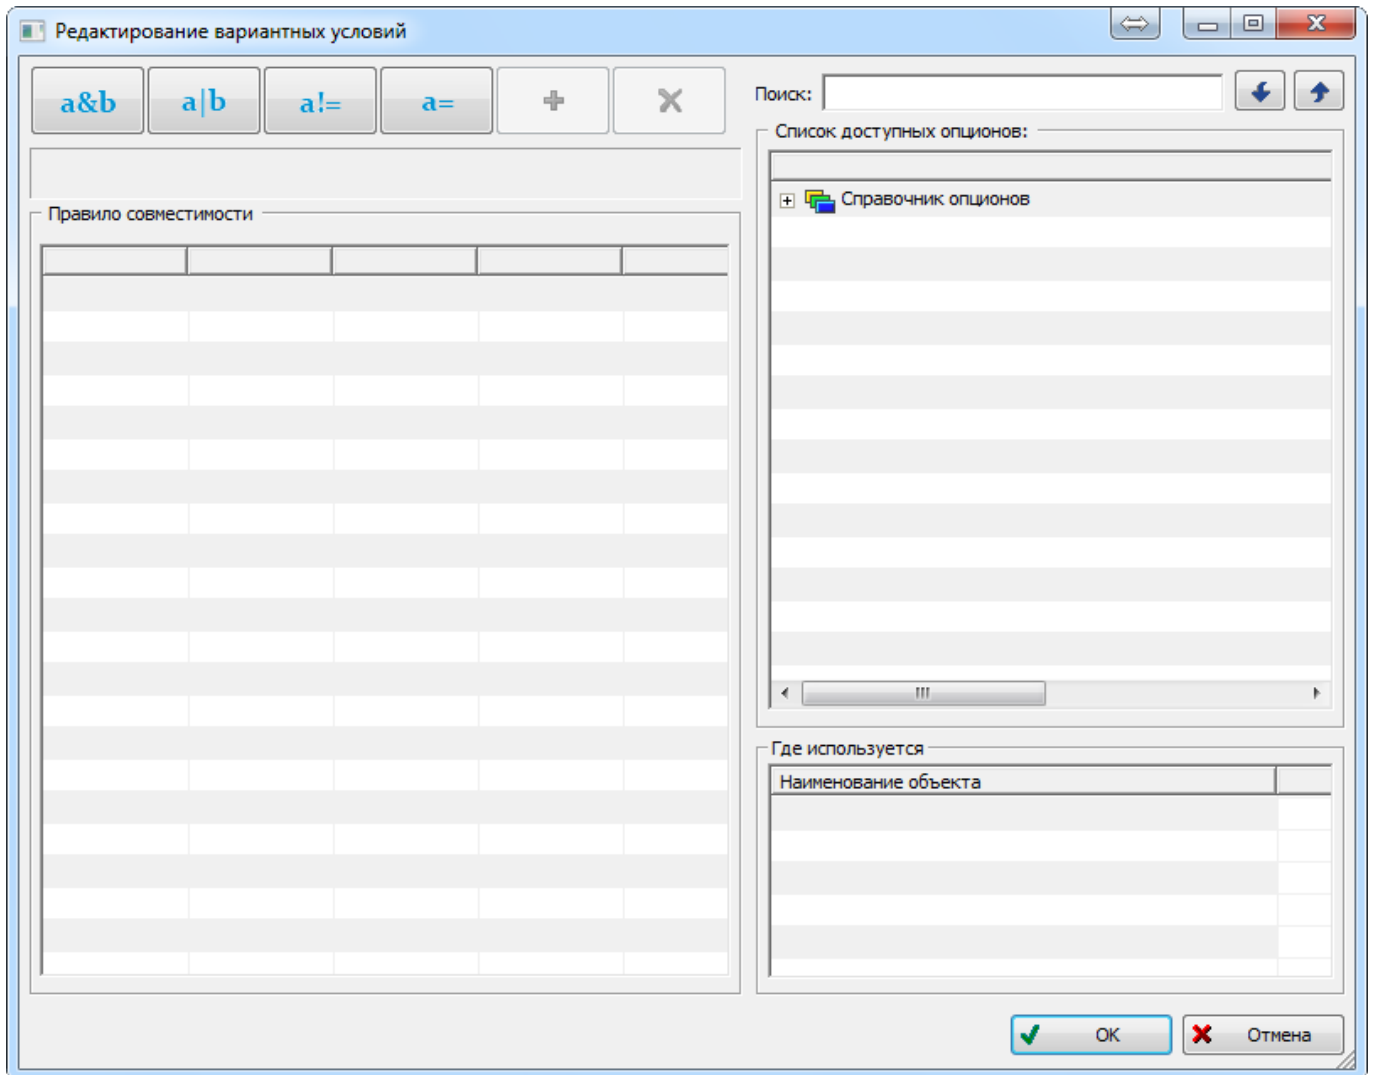 Редактирование вариантных условий
a&b a|b a!= a=
Поиск:
Список доступных опционов:
Справочник опционов
Правило совместимости
Где используется
Наименование объекта
OK Отмена